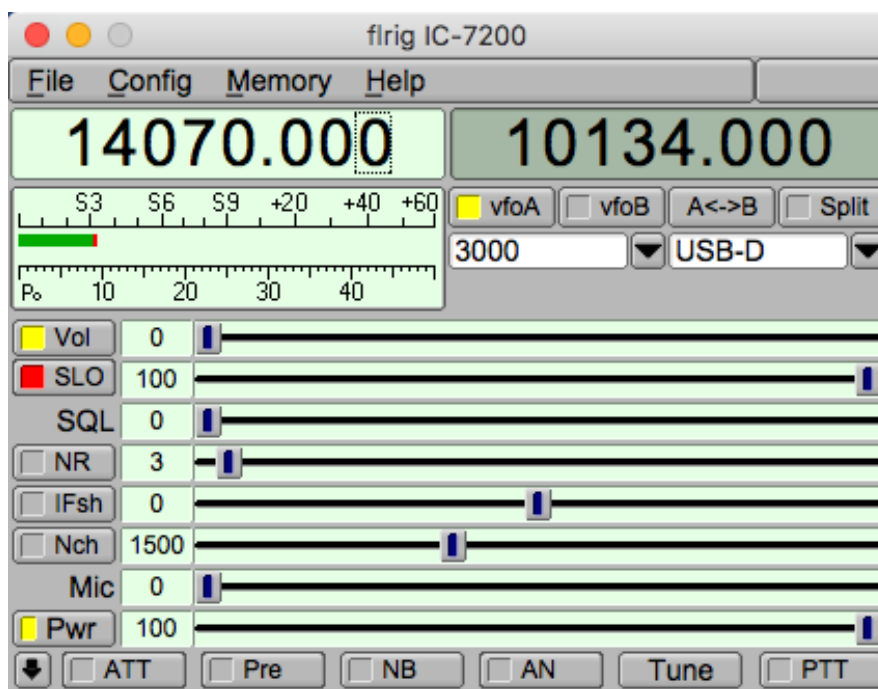 flrig IC-7200
File Config Memory Help
14070.000 10134.000
S3 S6 S9 +20 +40 +60
vfoA vfoB A<->B Split
3000 USB-D
Po 10 20 30 40
Vol 0
SLO 100
SQL 0
NR 3
IFsh 0
Nch 1500
Mic 0
Pwr 100
ATT Pre NB AN Tune PTT